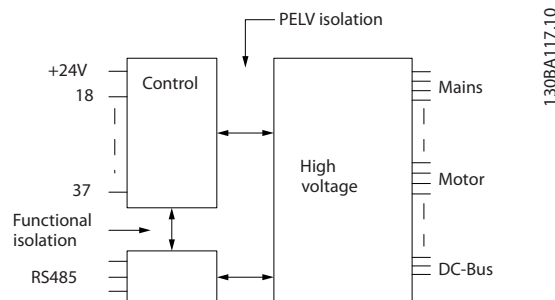 PELV isolation
130BA117.10
+24V
Control
18
Mains
High
voltage
37
Motor
Functional
isolation
RS485
DC-Bus